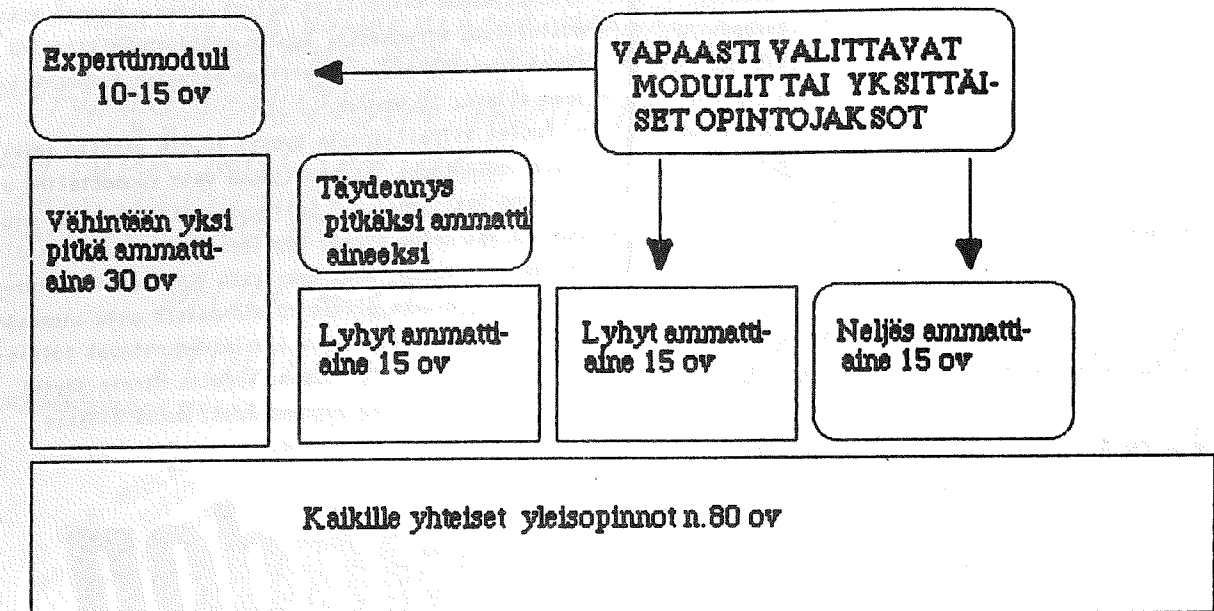 Experttimoduli
10-15 ov
VAPAASTI VALITTAVAT
MODULIT TAI YKSITTÄI-
SET OPINTOJAKSOT
Vähintään yksi
pitkä ammatti-
aine 30 ov
Täydennys
pitkäksi ammatti
aineeksi
Lyhyt ammatti-
aine 15 ov
Lyhyt ammatti-
aine 15 ov
Neljäs ammatti-
aine 15 ov
Kaikille yhteiset yleisopinnot n.80 ov